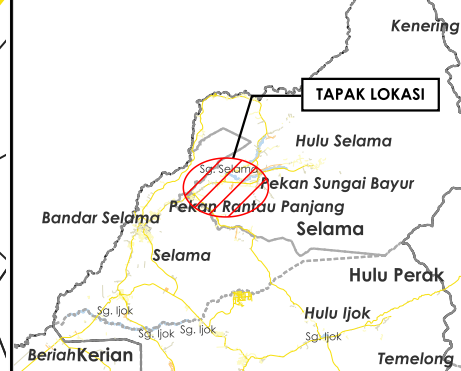 Kenering
TAPAK LOKASI
Hulu Selama
Sg. Selama
Pekan Sungai Bayur
Pekan Rantau Panjang
Bandar Selama
Selama
Selama
Hulu Perak
Sg. Ijok
Hulu Ijok
Sg. Ijok
Sg. Ijok
Sg. Ijok
Beriah
Kerian
Temelong